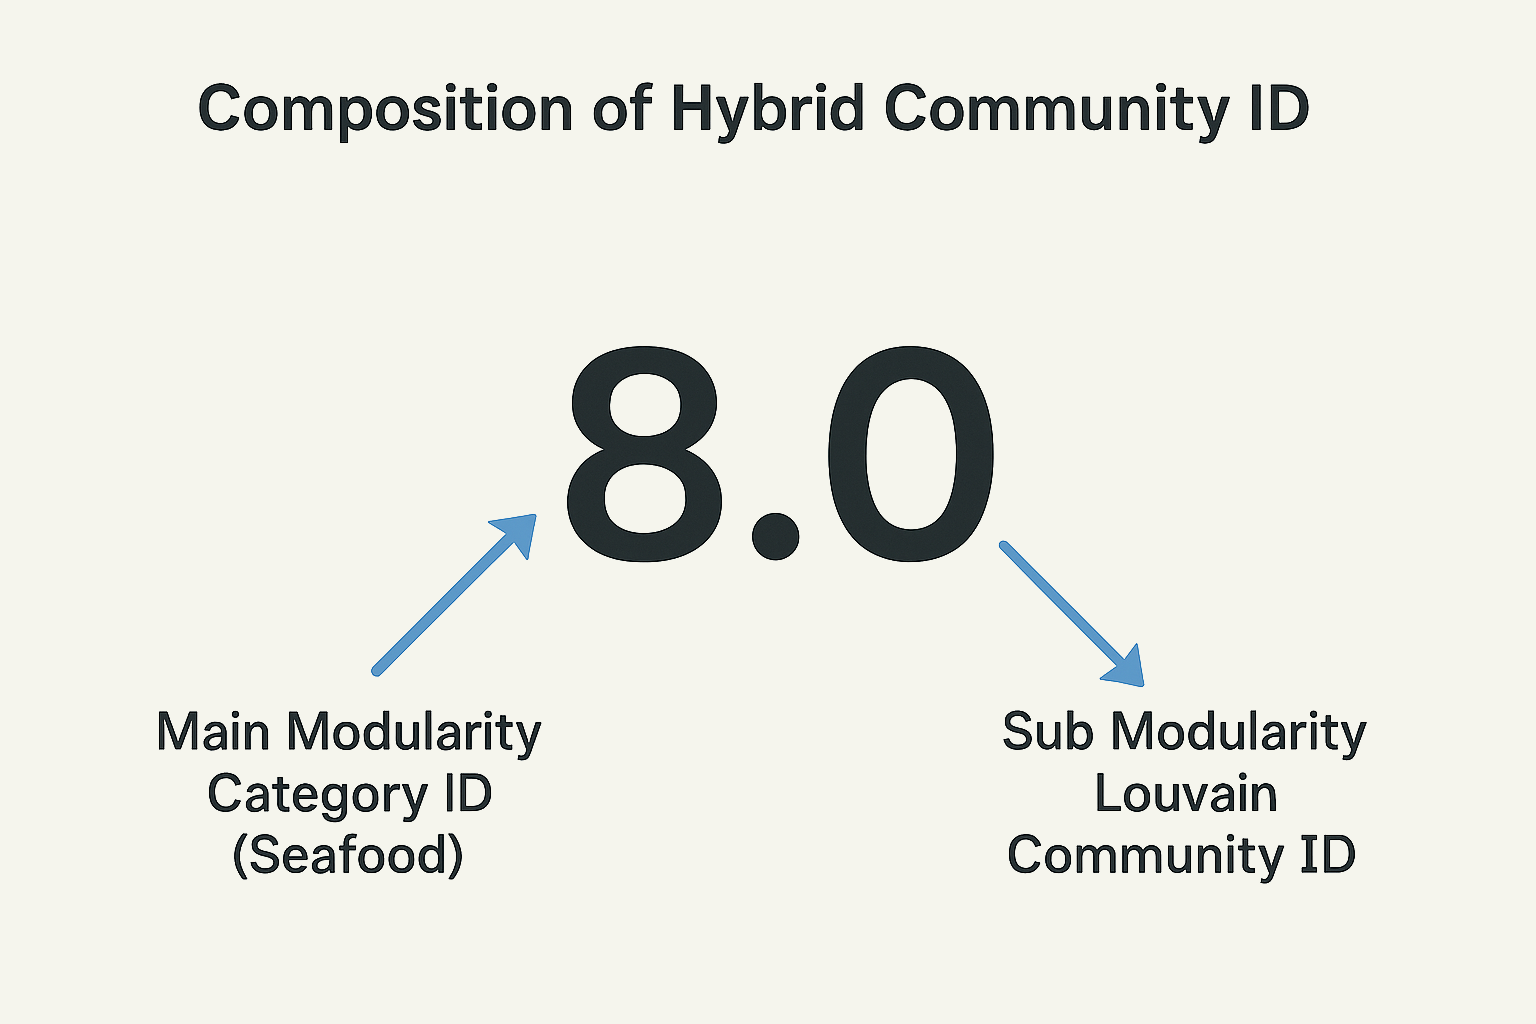 Composition of Hybrid Community ID
8.0
Main Modularity
Category ID
(Seafood)
Sub Modularity
Louvain
Community ID